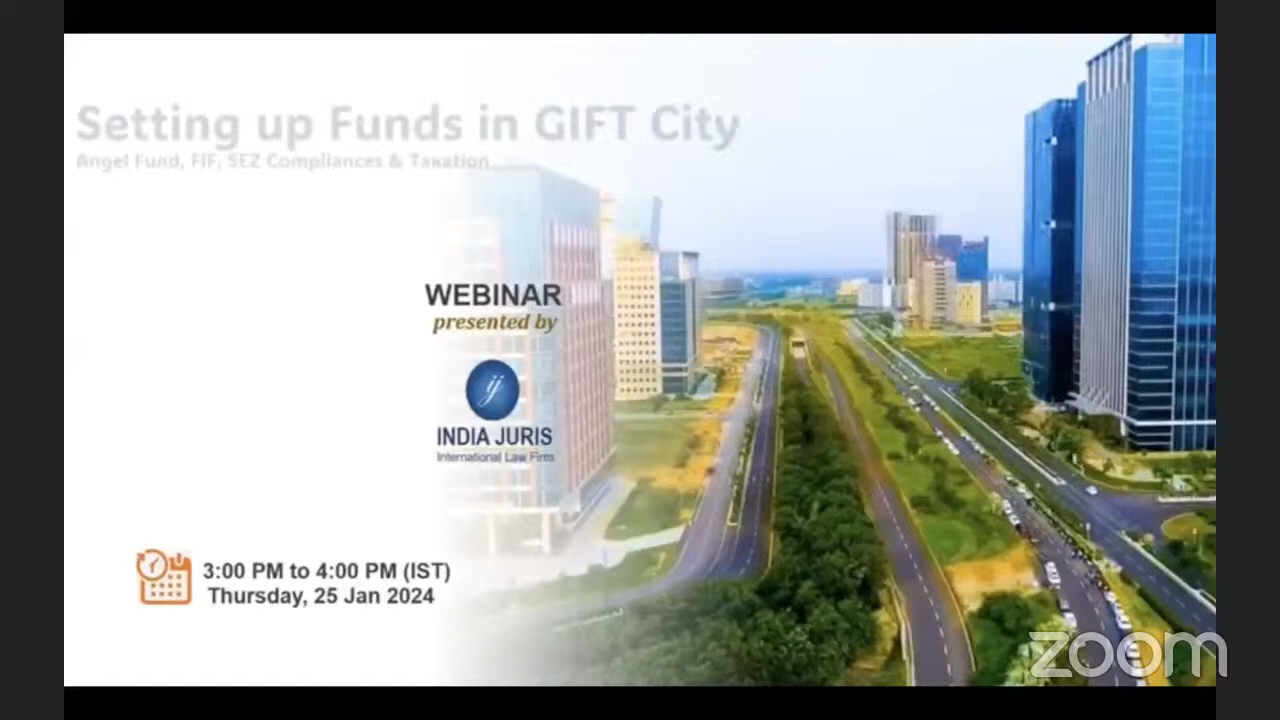 Setting up Funds in GIFT City
Angel Fund, FIF, SEZ Compliances & Taxation
WEBINAR
presented by
ij
INDIA JURIS
International Law Firm
3:00 PM to 4:00 PM (IST)
Thursday, 25 Jan 2024
zoom